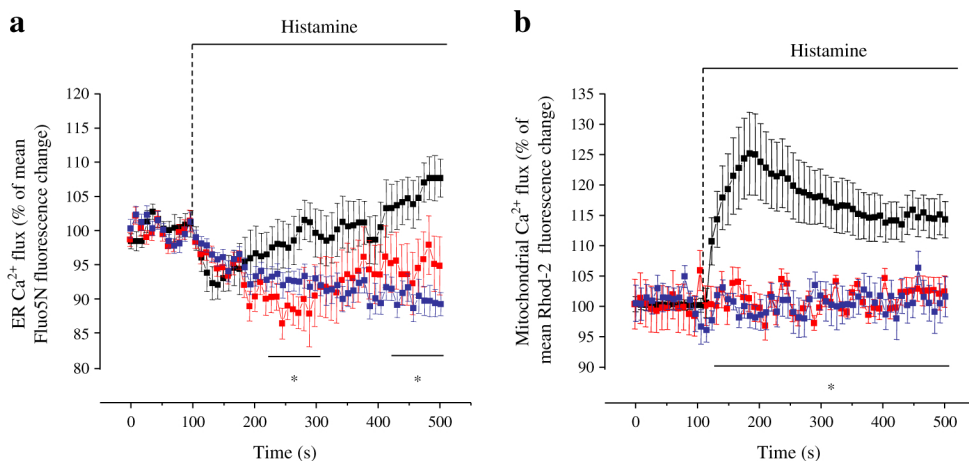 a
Histamine
120
115
110
105
100
95
90
85
80
ER Ca²⁺ flux (% of mean
Fluo5N fluorescence change)
* *
0 100 200 300 400 500
Time (s)
b
Histamine
135
130
125
120
115
110
105
100
95
90
Mitochondrial Ca²⁺ flux (% of
mean Rhod-2 fluorescence change)
*
0 100 200 300 400 500
Time (s)